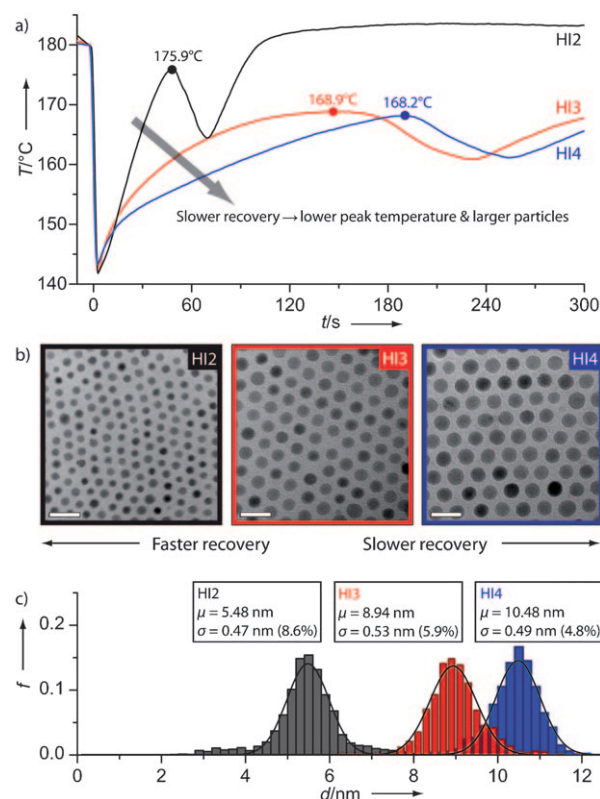 a)
180
170
160
150
140
T/°C
175.9°C
168.9°C
168.2°C
HI2
HI3
HI4
Slower recovery → lower peak temperature & larger particles
0
60
120
180
240
300
t/s
b)
HI2
HI3
HI4
Faster recovery
Slower recovery
c)
HI2
μ = 5.48 nm
σ = 0.47 nm (8.6%)
HI3
μ = 8.94 nm
σ = 0.53 nm (5.9%)
HI4
μ = 10.48 nm
σ = 0.49 nm (4.8%)
f
0.2
0.1
0.0
0
2
4
6
8
10
12
d/nm